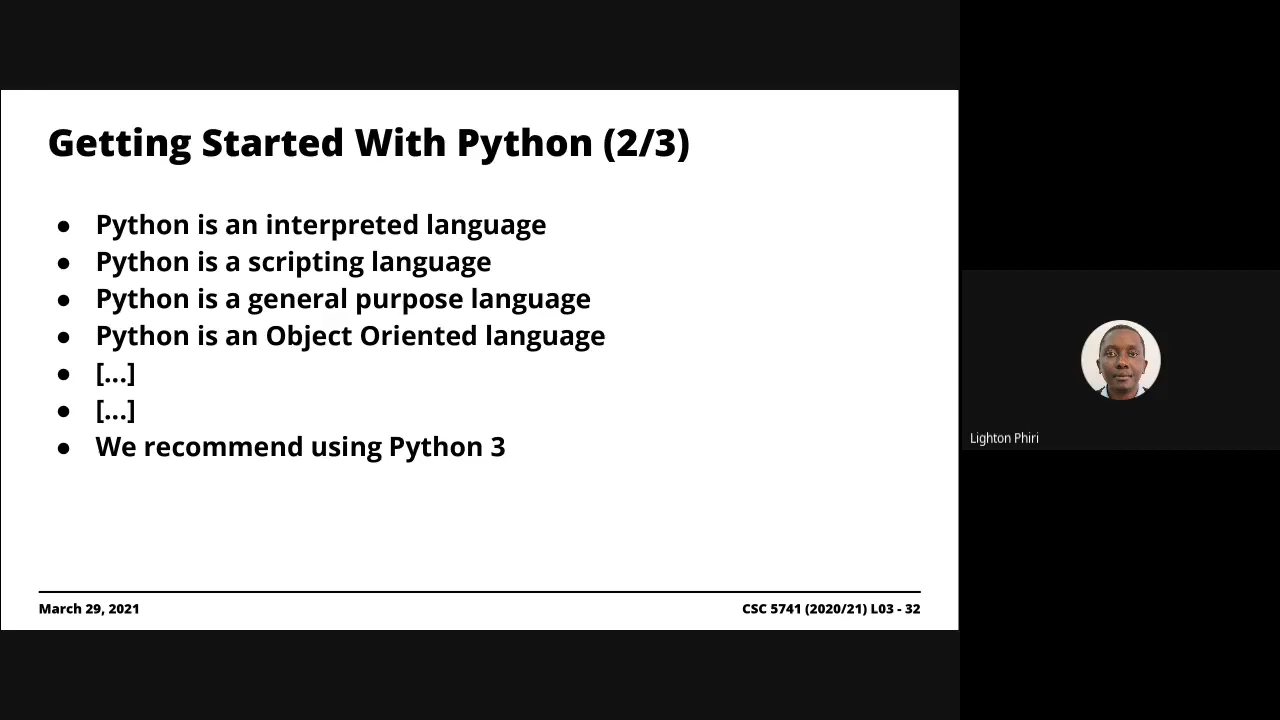 Getting Started With Python (2/3)
● Python is an interpreted language
● Python is a scripting language
● Python is a general purpose language
● Python is an Object Oriented language
● [...]
● [...]
● We recommend using Python 3
March 29, 2021
CSC 5741 (2020/21) L03 - 32
Lighton Phiri